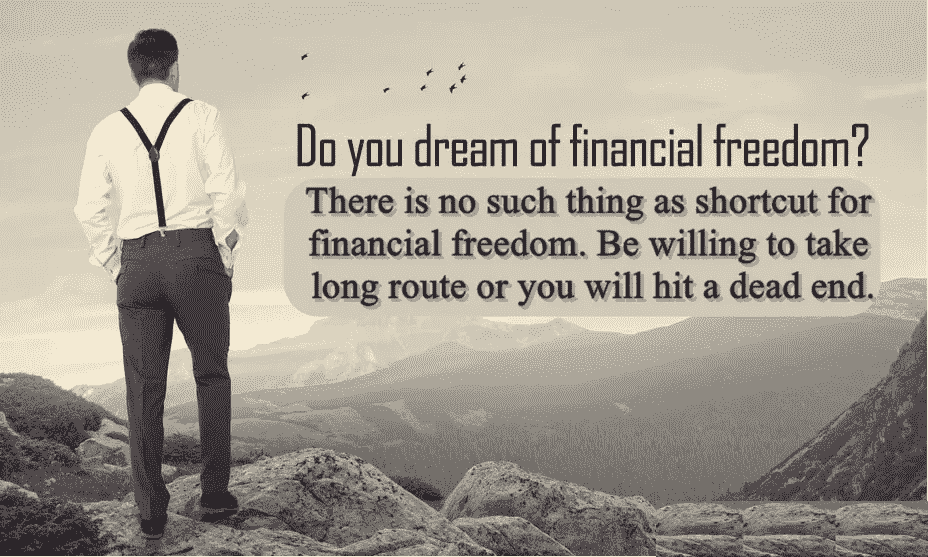 Do you dream of financial freedom?
There is no such thing as shortcut for
financial freedom. Be willing to take
long route or you will hit a dead end.